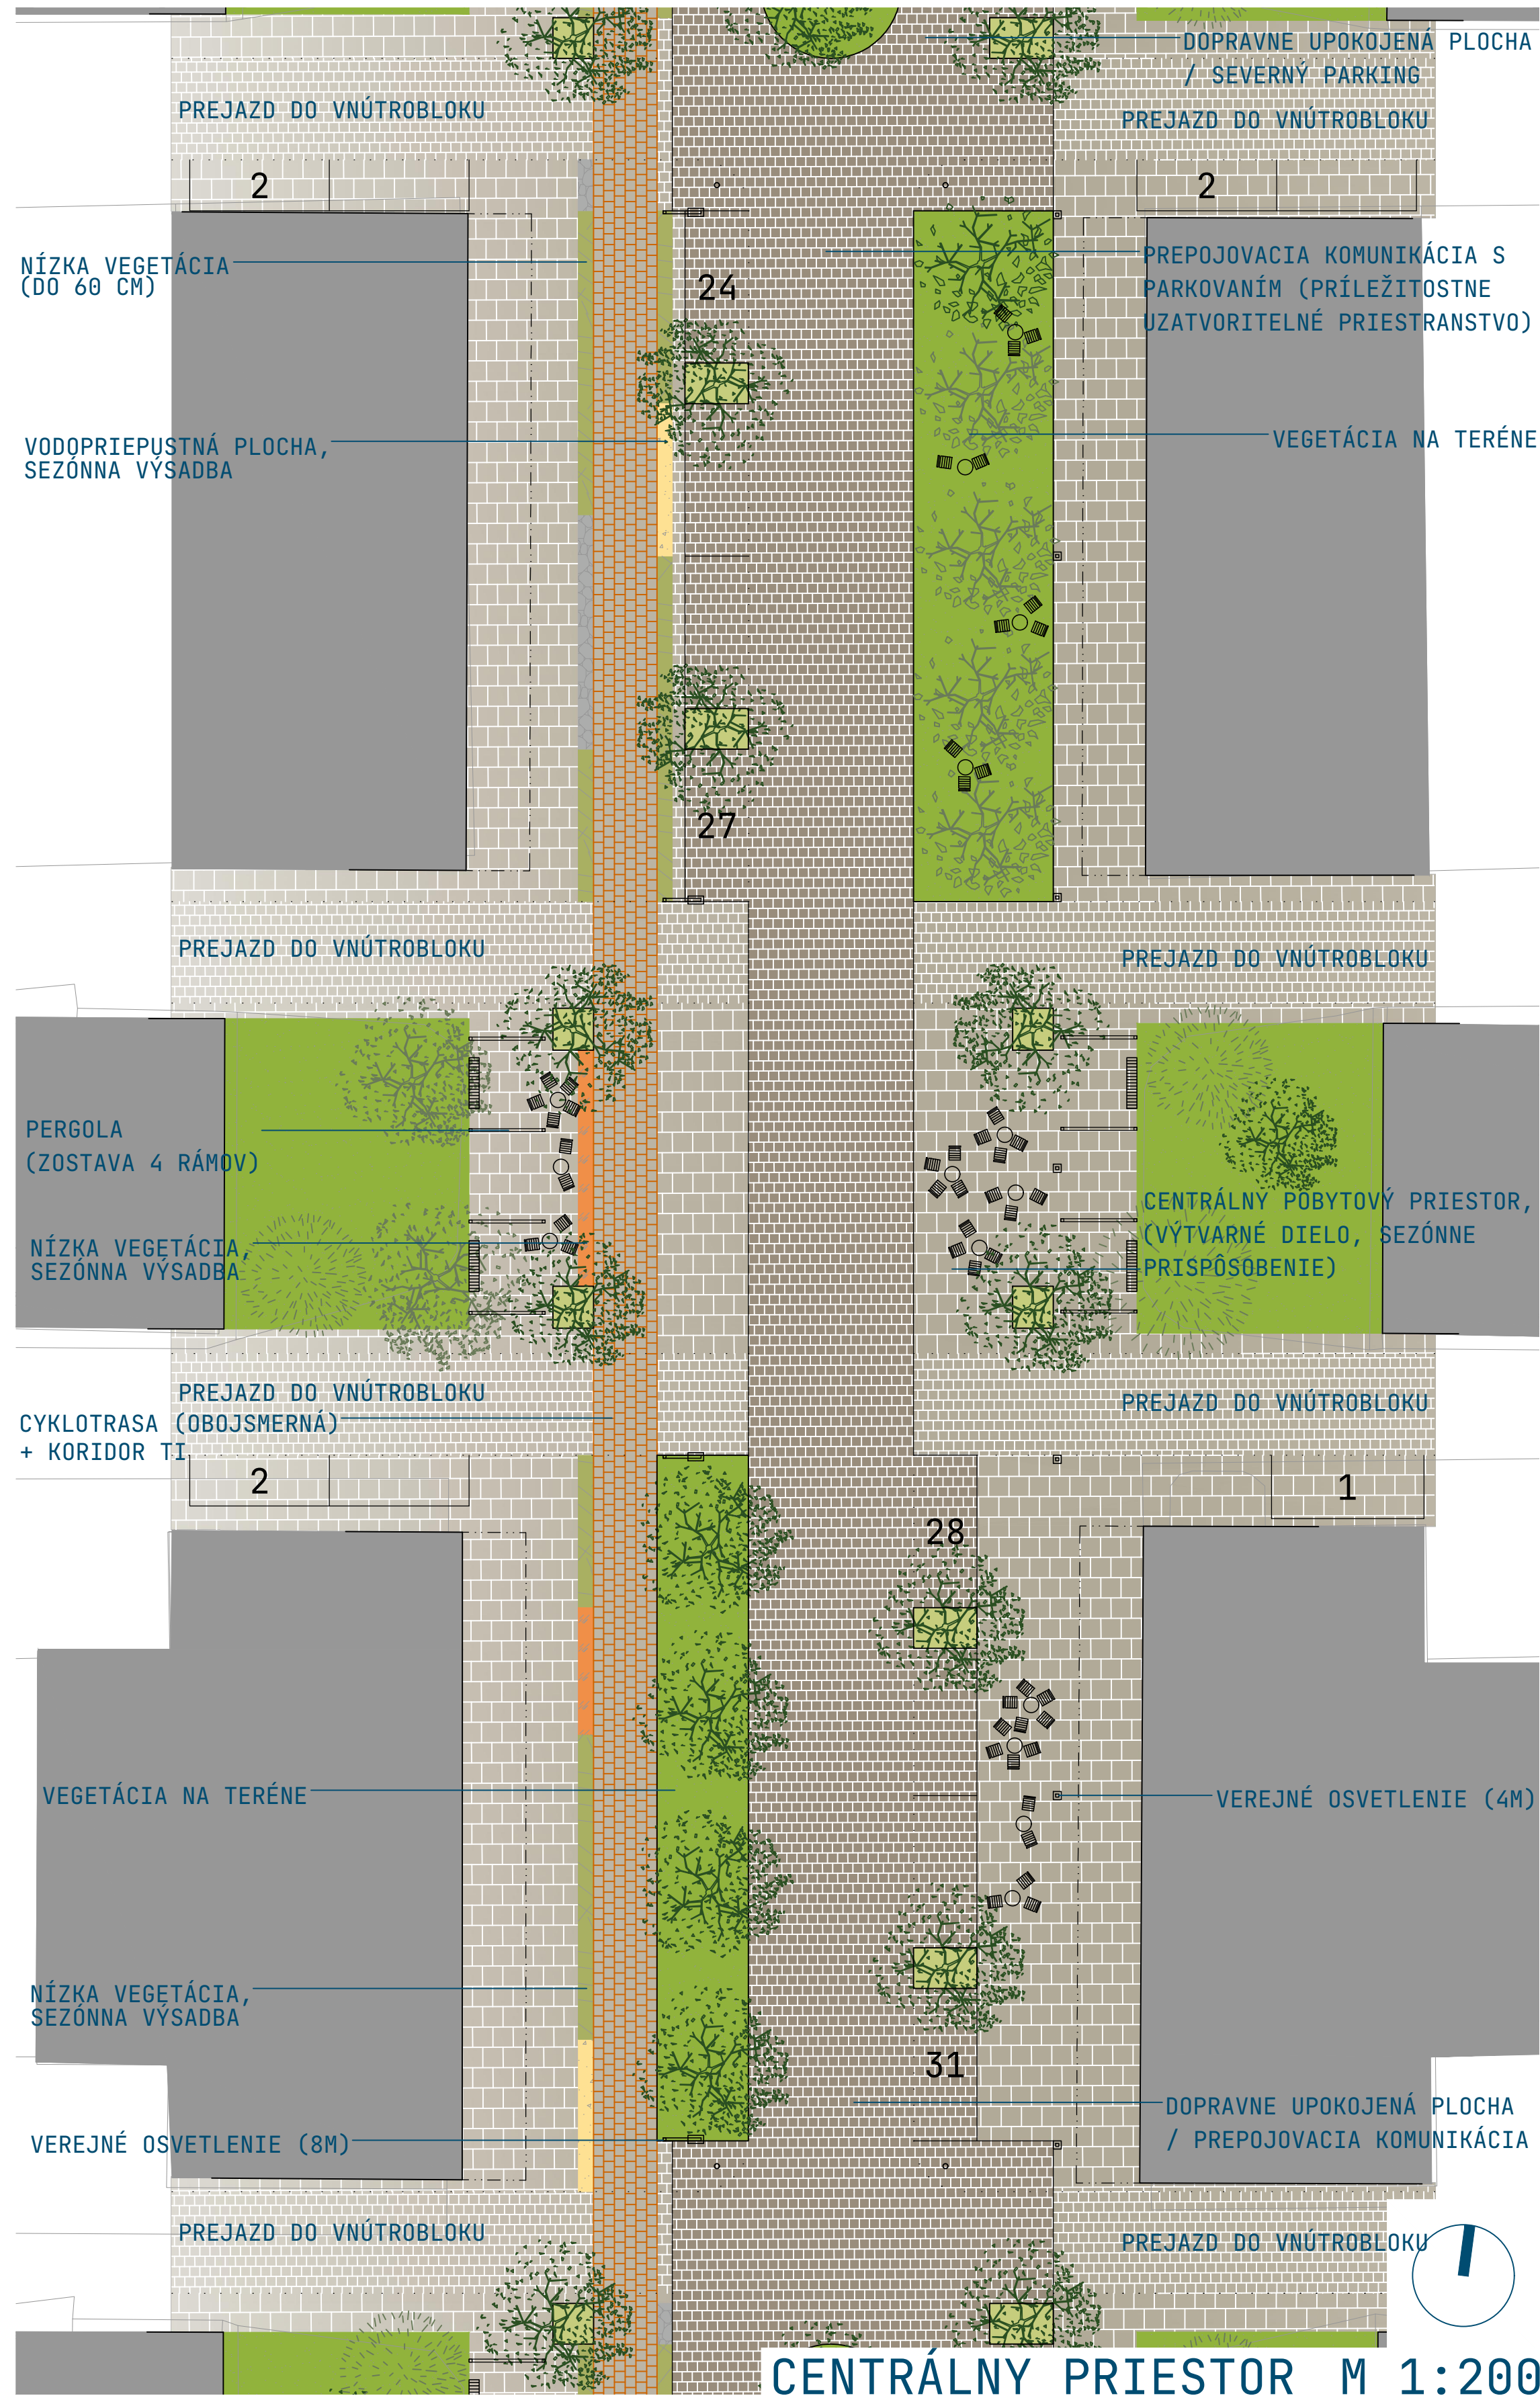 DOPRAVNE UPOKOJENÁ PLOCHA
/ SEVERNÝ PARKING
PREJAZD DO VNÚTROBLOKU
PREJAZD DO VNÚTROBLOKU
2
2
NÍZKA VEGETÁCIA
(DO 60 CM)
24
PREPOJOVACIA KOMUNIKÁCIA S
PARKOVANÍM (PRÍLEŽITOSTNE
UZATVORITELNÉ PRIESTRANSTVO)
VODOPRIEPUSTNÁ PLOCHA,
SEZÓNNA VÝSADBA
VEGETÁCIA NA TERÉNE
27
PREJAZD DO VNÚTROBLOKU
PREJAZD DO VNÚTROBLOKU
PERGOLA
(ZOSTAVA 4 RÁMOV)
NÍZKA VEGETÁCIA,
SEZÓNNA VÝSADBA
CENTRÁLNY POBYTOVÝ PRIESTOR,
(VÝTVARNÉ DIELO, SEZÓNNE
PRISPÔSOBENIE)
PREJAZD DO VNÚTROBLOKU
PREJAZD DO VNÚTROBLOKU
CYKLOTRASA (OBOJSMERNÁ)
+ KORIDOR TI
2
1
28
VEGETÁCIA NA TERÉNE
VEREJNÉ OSVETLENIE (4M)
NÍZKA VEGETÁCIA,
SEZÓNNA VÝSADBA
31
DOPRAVNE UPOKOJENÁ PLOCHA
/ PREPOJOVACIA KOMUNIKÁCIA
VEREJNÉ OSVETLENIE (8M)
PREJAZD DO VNÚTROBLOKU
PREJAZD DO VNÚTROBLOKU
CENTRÁLNY PRIESTOR M 1:200